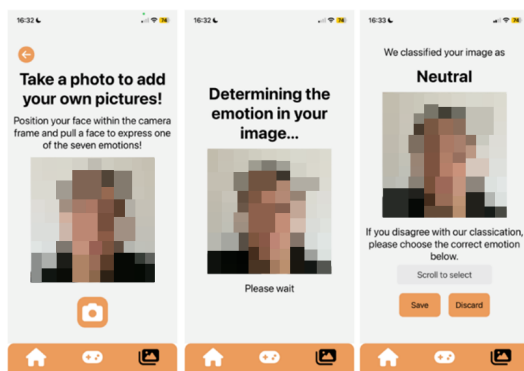 16:32
74
Take a photo to add
your own pictures!
Position your face within the camera
frame and pull a face to express one
of the seven emotions!
16:32
74
Determining the
emotion in your
image...
Please wait
16:33
74
We classified your image as
Neutral
If you disagree with our classication,
please choose the correct emotion
below.
Scroll to select
Save
Discard